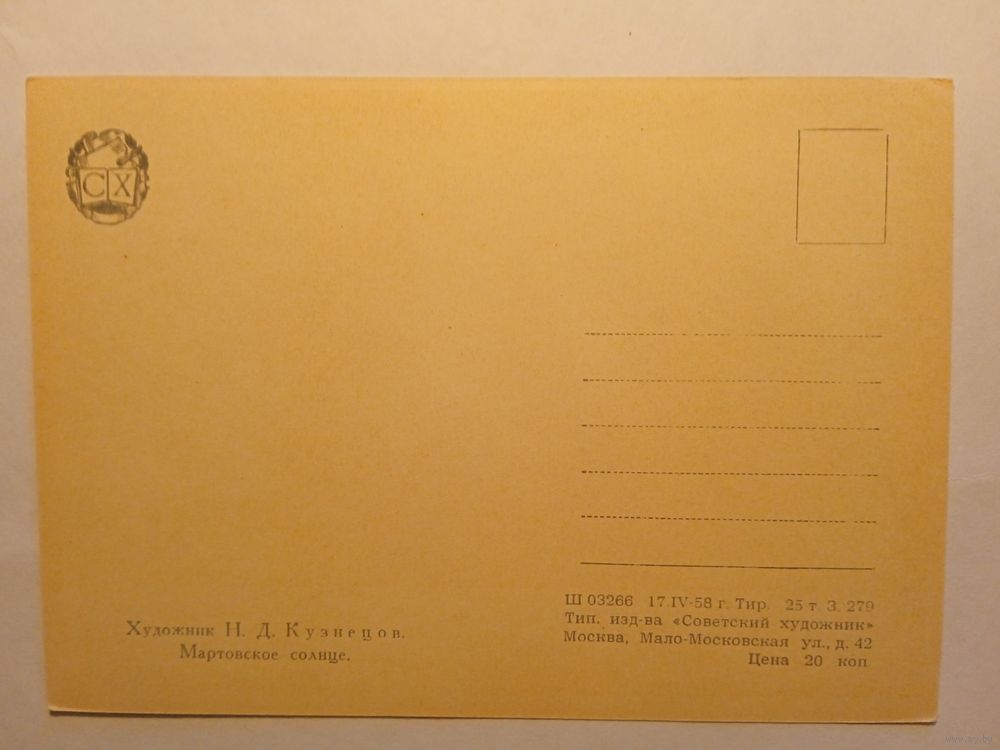 С Х
Художник Н. Д. Кузнецов.
Мартовское солнце.
Ш 03266 17.IV-58 г. Тир. 25 т. З. 279
Тип. изд-ва «Советский художник»
Москва, Мало-Московская ул., д. 42
Цена 20 коп